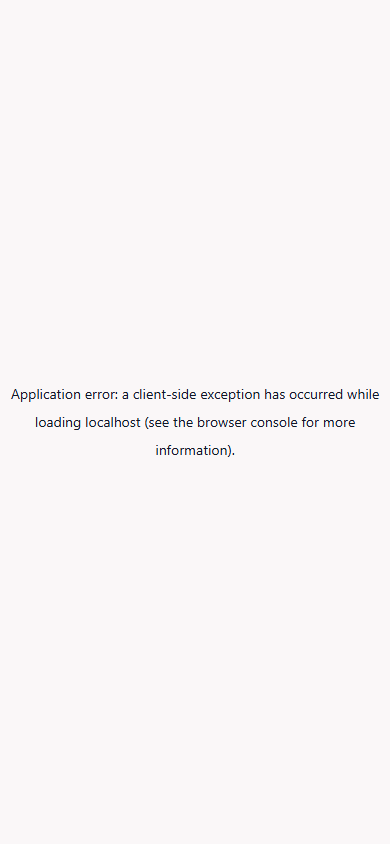 Application error: a client-side exception has occurred while
loading localhost (see the browser console for more
information).